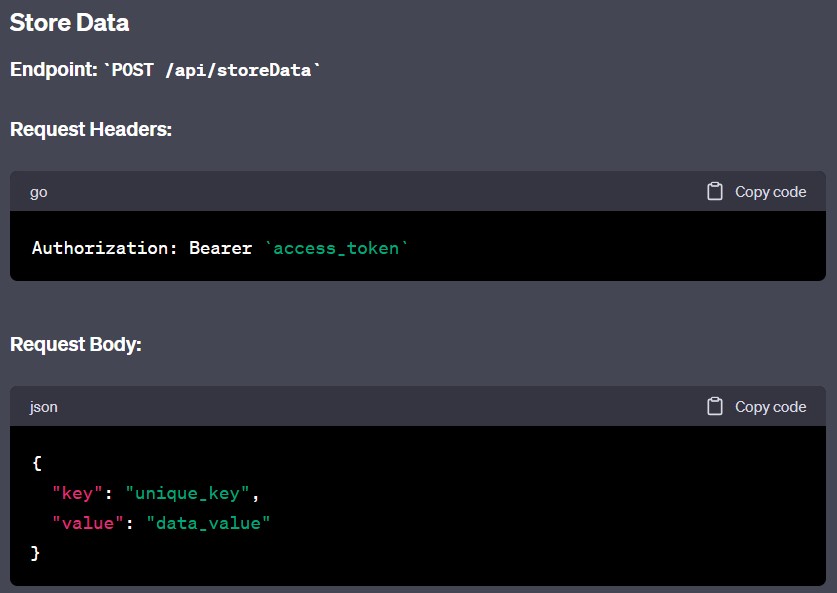 Store Data
Endpoint: `POST /api/storeData`
Request Headers:
go Copy code
Authorization: Bearer `access_token`
Request Body:
json Copy code
{
"key": "unique_key",
"value": "data_value"
}